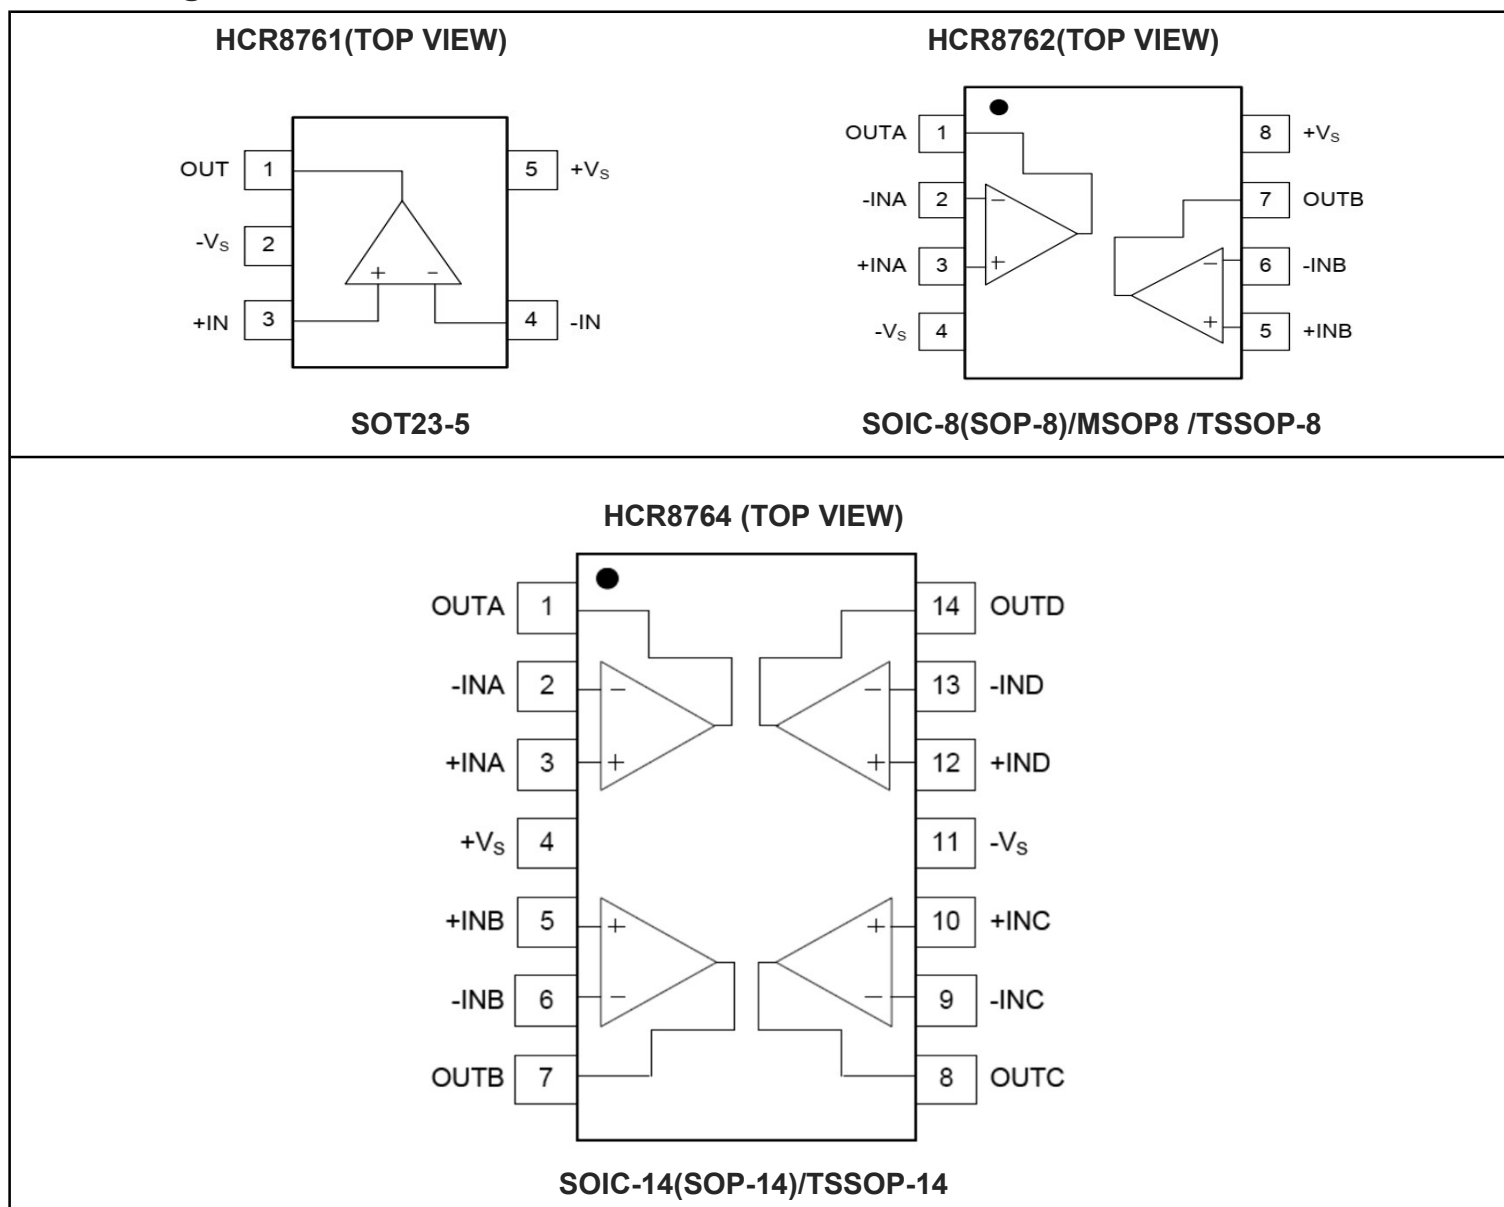 HCR8761(TOP VIEW)
OUT 1
5 +VS
-VS 2
+ -
+IN 3
4 -IN
SOT23-5
HCR8762(TOP VIEW)
OUTA 1
8 +VS
-INA 2 -
7 OUTB
+INA 3 +
- 6 -INB
-VS 4
+ 5 +INB
SOIC-8(SOP-8)/MSOP8 /TSSOP-8
HCR8764 (TOP VIEW)
OUTA 1
14 OUTD
-INA 2 -
- 13 -IND
+INA 3 +
+ 12 +IND
+VS 4
11 -VS
+INB 5 +
+ 10 +INC
-INB 6 -
- 9 -INC
OUTB 7
8 OUTC
SOIC-14(SOP-14)/TSSOP-14